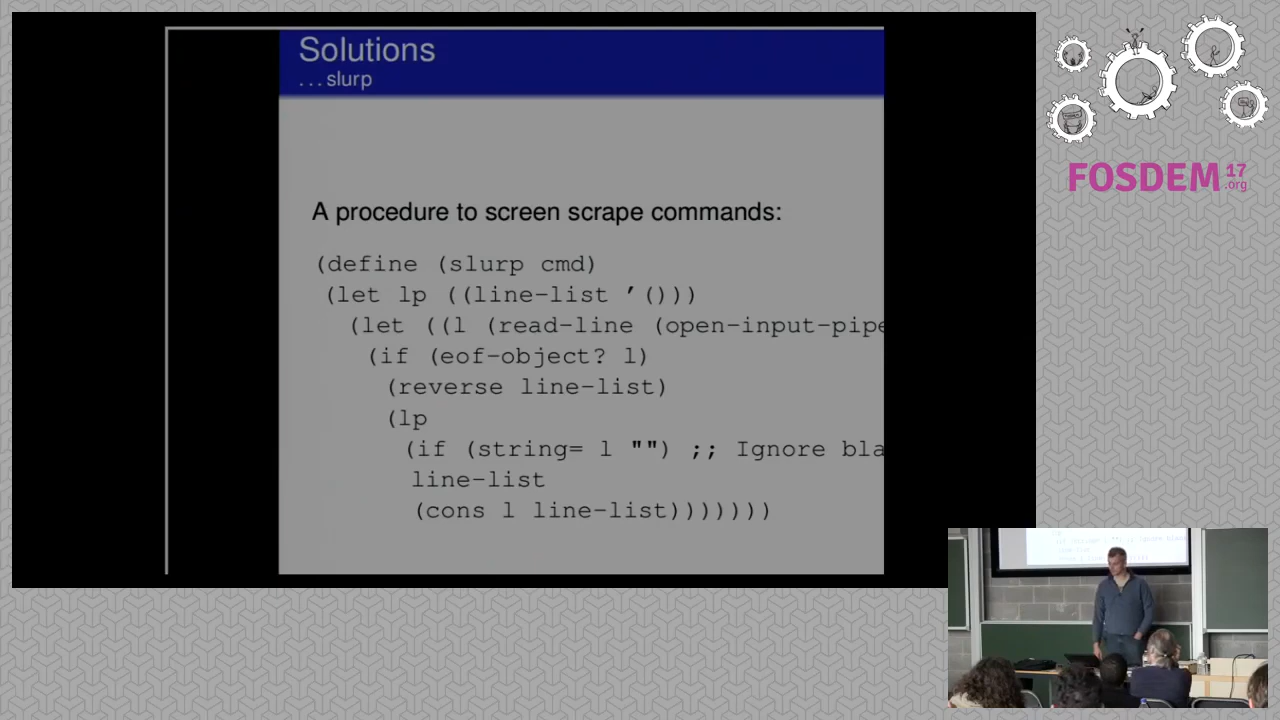 Solutions
...slurp
A procedure to screen scrape commands:
(define (slurp cmd)
(let lp ((line-list ’()))
(let ((l (read-line (open-input-pipe
(if (eof-object? l)
(reverse line-list)
(lp
(if (string= l "") ;; Ignore bla
line-list
(cons l line-list)))))))
FOSDEM 17
.org